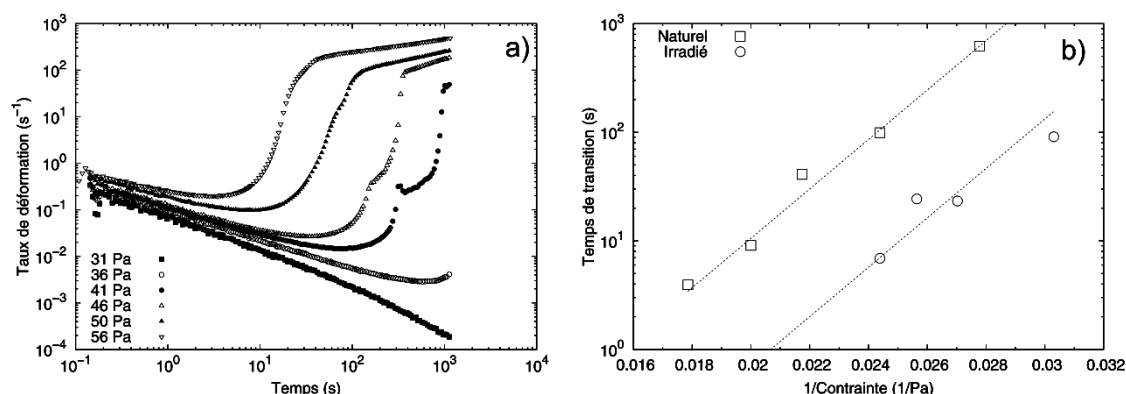 a)
Taux de déformation (s⁻¹)
10³
10²
10¹
10⁰
10⁻¹
10⁻²
10⁻³
10⁻⁴
31 Pa
36 Pa
41 Pa
46 Pa
50 Pa
56 Pa
10⁻¹ 10⁰ 10¹ 10² 10³ 10⁴
Temps (s)
b)
Naturel
Irradié
Temps de transition (s)
10³
10²
10¹
10⁰
0.016 0.018 0.02 0.022 0.024 0.026 0.028 0.03 0.032
1/Contrainte (1/Pa)